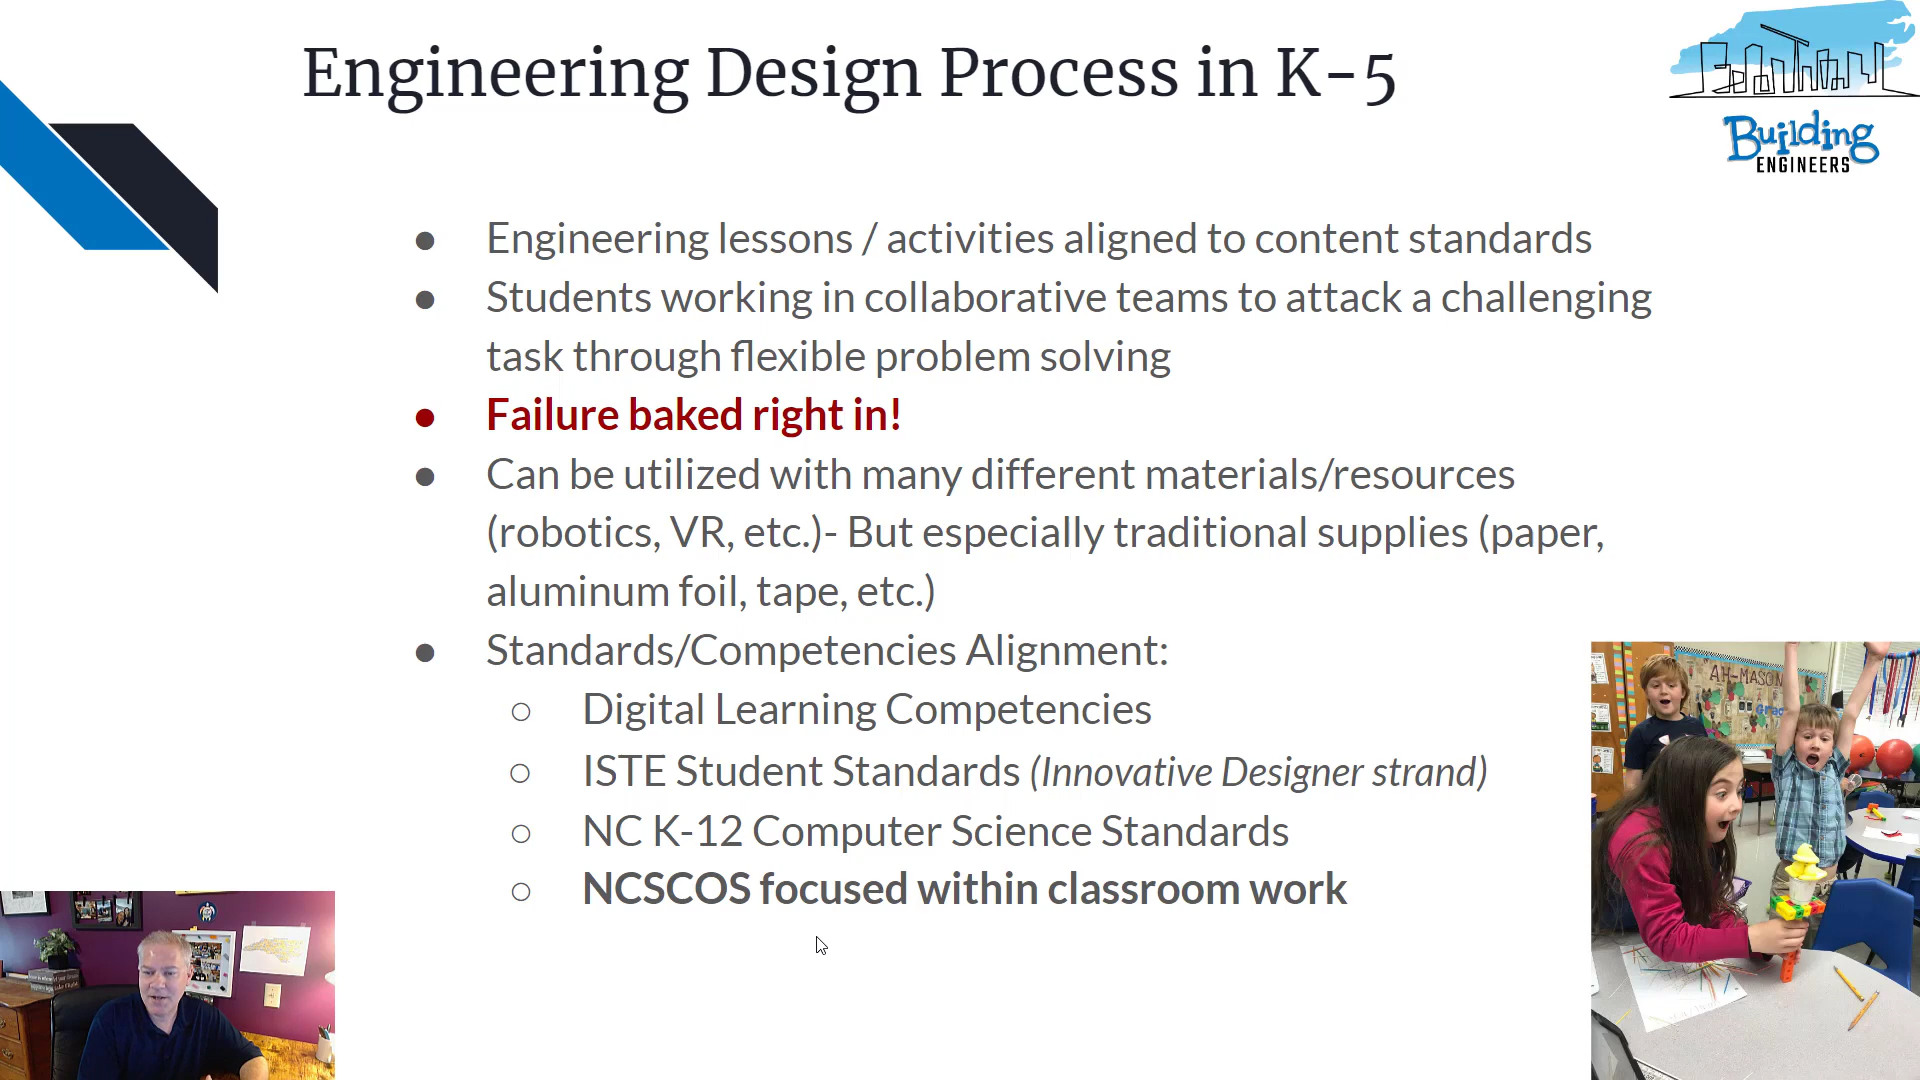 Engineering Design Process in K-5
Building
ENGINEERS
● Engineering lessons / activities aligned to content standards
● Students working in collaborative teams to attack a challenging
task through flexible problem solving
● Failure baked right in!
● Can be utilized with many different materials/resources
(robotics, VR, etc.)- But especially traditional supplies (paper,
aluminum foil, tape, etc.)
● Standards/Competencies Alignment:
○ Digital Learning Competencies
○ ISTE Student Standards (Innovative Designer strand)
○ NC K-12 Computer Science Standards
○ NCSCOS focused within classroom work
AH-MASON
Grad